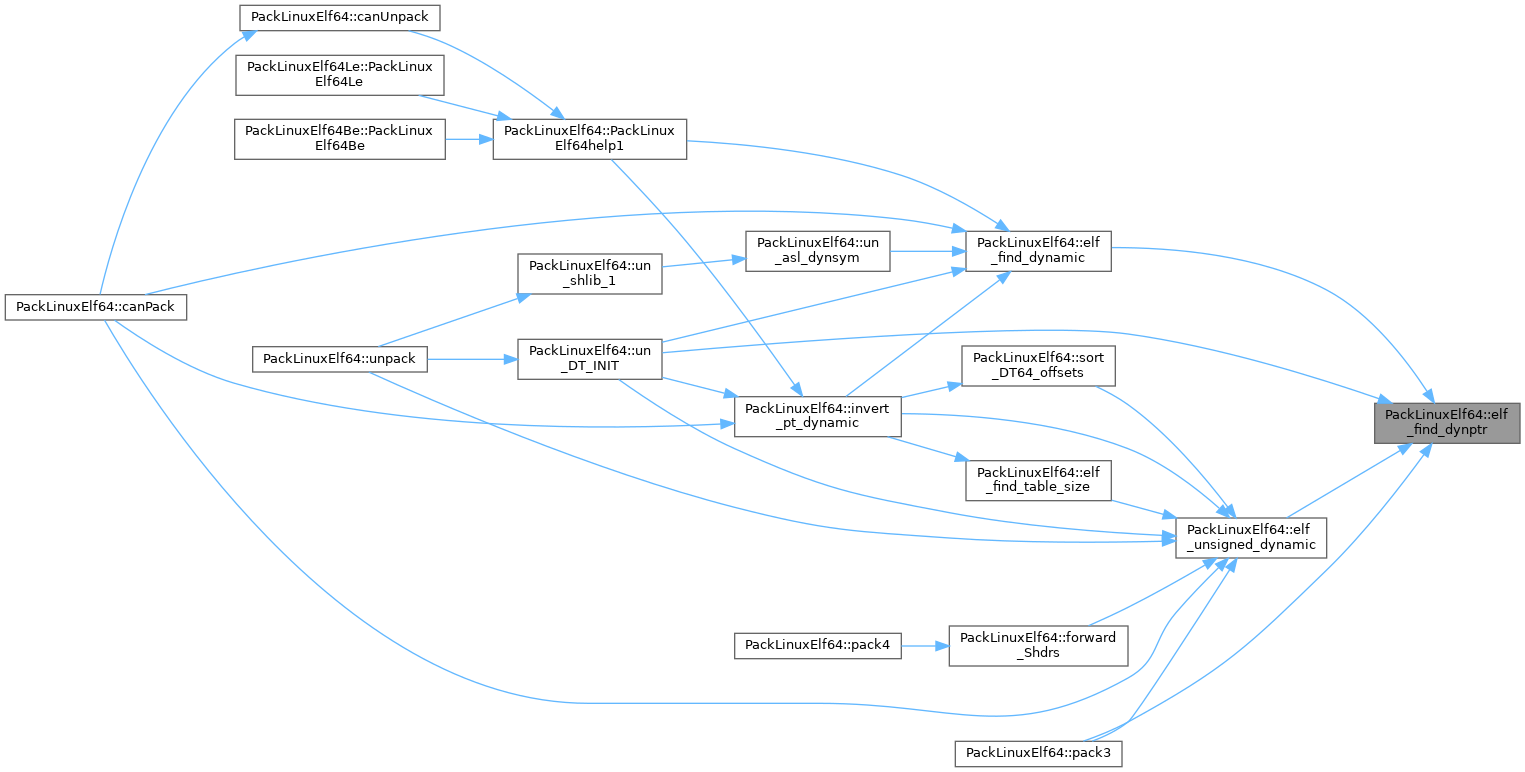 PackLinuxElf64::canUnpack
PackLinuxElf64Le::PackLinux
Elf64Le
PackLinuxElf64Be::PackLinux
Elf64Be
PackLinuxElf64::PackLinux
Elf64help1
PackLinuxElf64::elf
_find_dynamic
PackLinuxElf64::un
_asl_dynsym
PackLinuxElf64::un
_shlib_1
PackLinuxElf64::canPack
PackLinuxElf64::unpack
PackLinuxElf64::un
_DT_INIT
PackLinuxElf64::sort
_DT64_offsets
PackLinuxElf64::invert
_pt_dynamic
PackLinuxElf64::elf
_find_dynptr
PackLinuxElf64::elf
_find_table_size
PackLinuxElf64::elf
_unsigned_dynamic
PackLinuxElf64::pack4
PackLinuxElf64::forward
_Shdrs
PackLinuxElf64::pack3